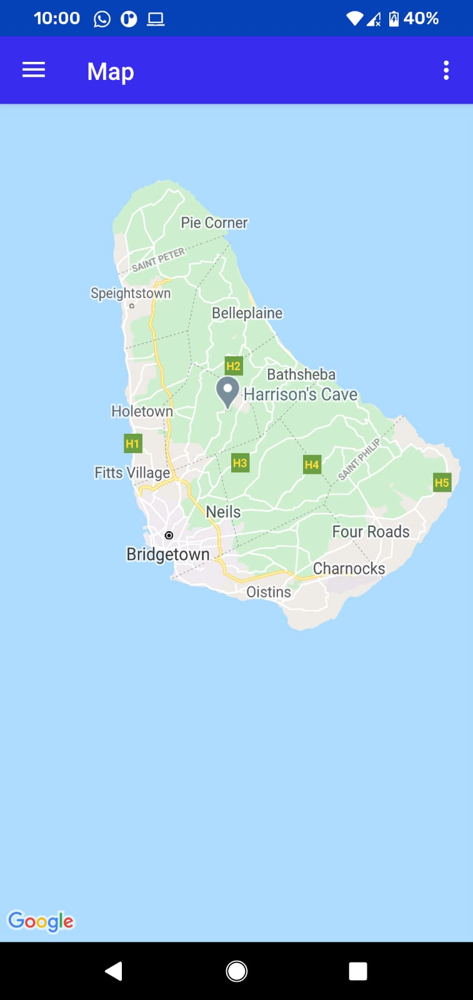 10:00 40%
Map
Pie Corner
SAINT PETER
Speightstown
Belleplaine
H2
Bathsheba
Harrison's Cave
Holetown
H1
SAINT PHILIP
H3
H4
Fitts Village
H5
Neils
Four Roads
Bridgetown
Charnocks
Oistins
Google